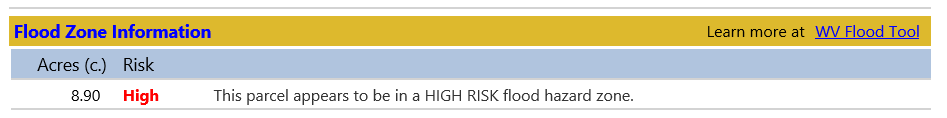 Flood Zone Information Learn more at WV Flood Tool
Acres (c.) Risk
8.90 High This parcel appears to be in a HIGH RISK flood hazard zone.